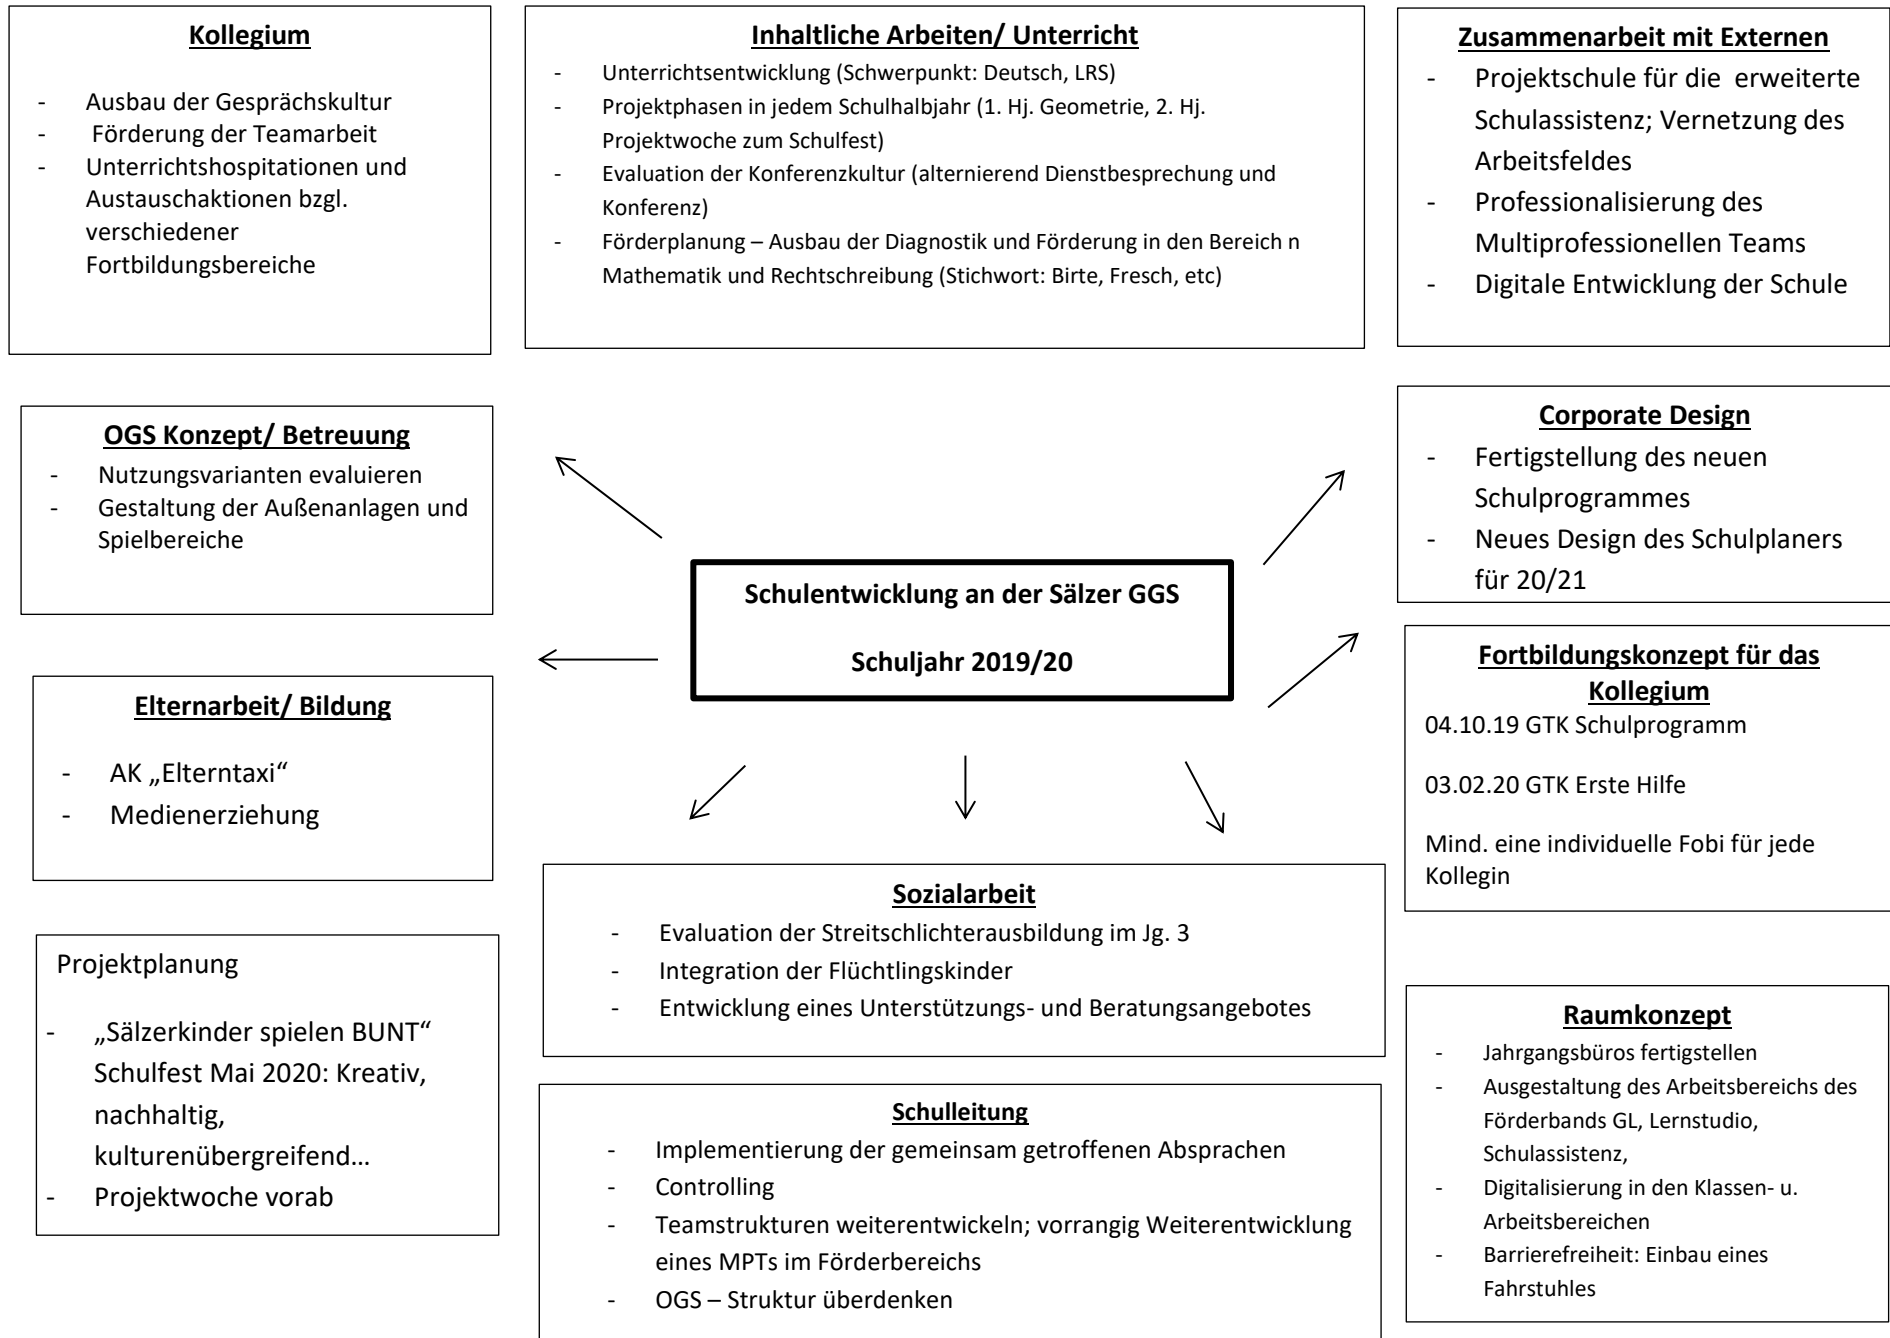 Kollegium
- Ausbau der Gesprächskultur
- Förderung der Teamarbeit
- Unterrichtshospitationen und
Austauschaktionen bzgl.
verschiedener
Fortbildungsbereiche
Inhaltliche Arbeiten/ Unterricht
- Unterrichtsentwicklung (Schwerpunkt: Deutsch, LRS)
- Projektphasen in jedem Schulhalbjahr (1. Hj. Geometrie, 2. Hj.
Projektwoche zum Schulfest)
- Evaluation der Konferenzkultur (alternierend Dienstbesprechung und
Konferenz)
- Förderplanung – Ausbau der Diagnostik und Förderung in den Bereich n
Mathematik und Rechtschreibung (Stichwort: Birte, Fresch, etc)
Zusammenarbeit mit Externen
- Projektschule für die erweiterte
Schulassistenz; Vernetzung des
Arbeitsfeldes
- Professionalisierung des
Multiprofessionellen Teams
- Digitale Entwicklung der Schule
OGS Konzept/ Betreuung
- Nutzungsvarianten evaluieren
- Gestaltung der Außenanlagen und
Spielbereiche
Corporate Design
- Fertigstellung des neuen
Schulprogrammes
- Neues Design des Schulplaners
für 20/21
Schulentwicklung an der Sälzer GGS
Schuljahr 2019/20
Elternarbeit/ Bildung
- AK „Elterntaxi“
- Medienerziehung
Fortbildungskonzept für das
Kollegium
04.10.19 GTK Schulprogramm
03.02.20 GTK Erste Hilfe
Mind. eine individuelle Fobi für jede
Kollegin
Sozialarbeit
- Evaluation der Streitschlichterausbildung im Jg. 3
- Integration der Flüchtlingskinder
- Entwicklung eines Unterstützungs- und Beratungsangebotes
Projektplanung
- „Sälzerkinder spielen BUNT“
Schulfest Mai 2020: Kreativ,
nachhaltig,
kulturenübergreifend…
- Projektwoche vorab
Schulleitung
- Implementierung der gemeinsam getroffenen Absprachen
- Controlling
- Teamstrukturen weiterentwickeln; vorrangig Weiterentwicklung
eines MPTs im Förderbereichs
- OGS – Struktur überdenken
Raumkonzept
- Jahrgangsbüros fertigstellen
- Ausgestaltung des Arbeitsbereichs des
Förderbands GL, Lernstudio,
Schulassistenz,
- Digitalisierung in den Klassen- u.
Arbeitsbereichen
- Barrierefreiheit: Einbau eines
Fahrstuhles